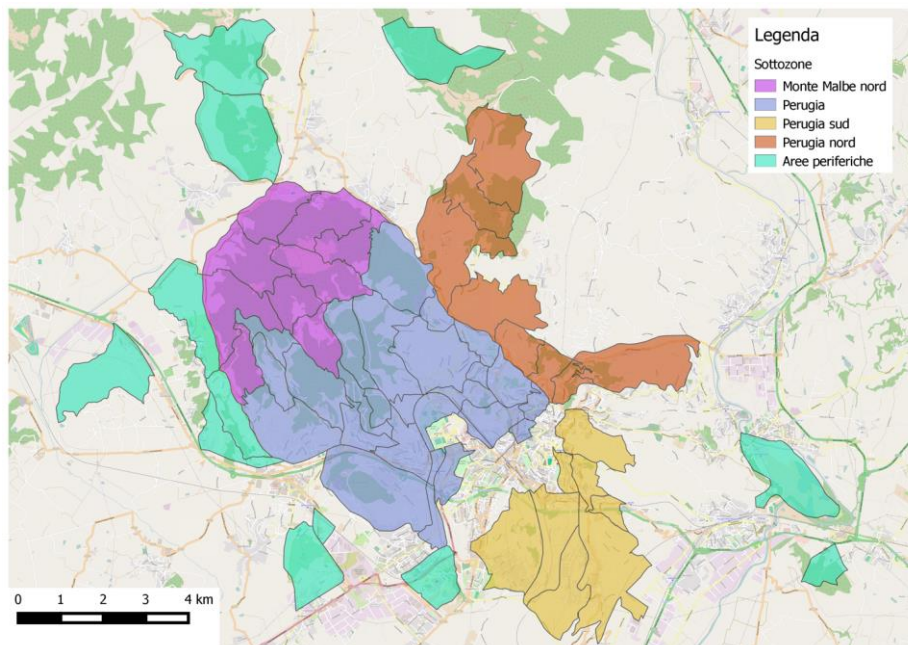 Legenda
Sottozone
Monte Malbe nord
Perugia
Perugia sud
Perugia nord
Aree periferiche
0 1 2 3 4 km